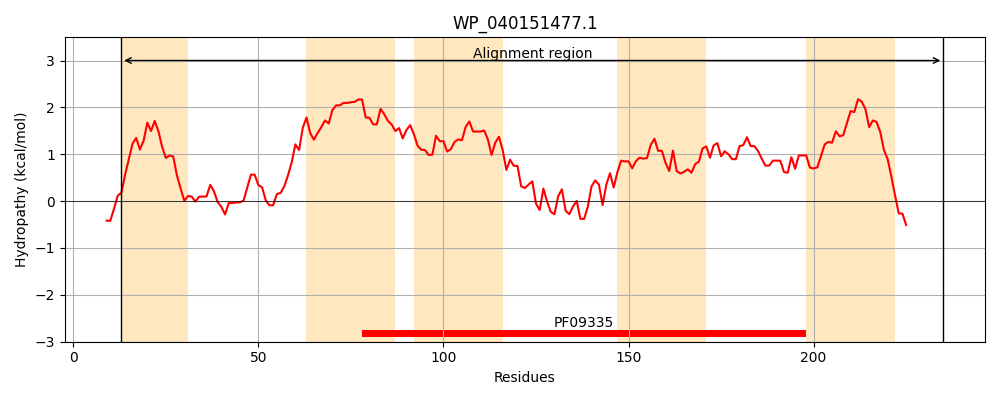 WP_040151477.1
Alignment region
3
2
1
0
−1
−2
−3
Hydropathy (kcal/mol)
PF09335
0 50 100 150 200
Residues